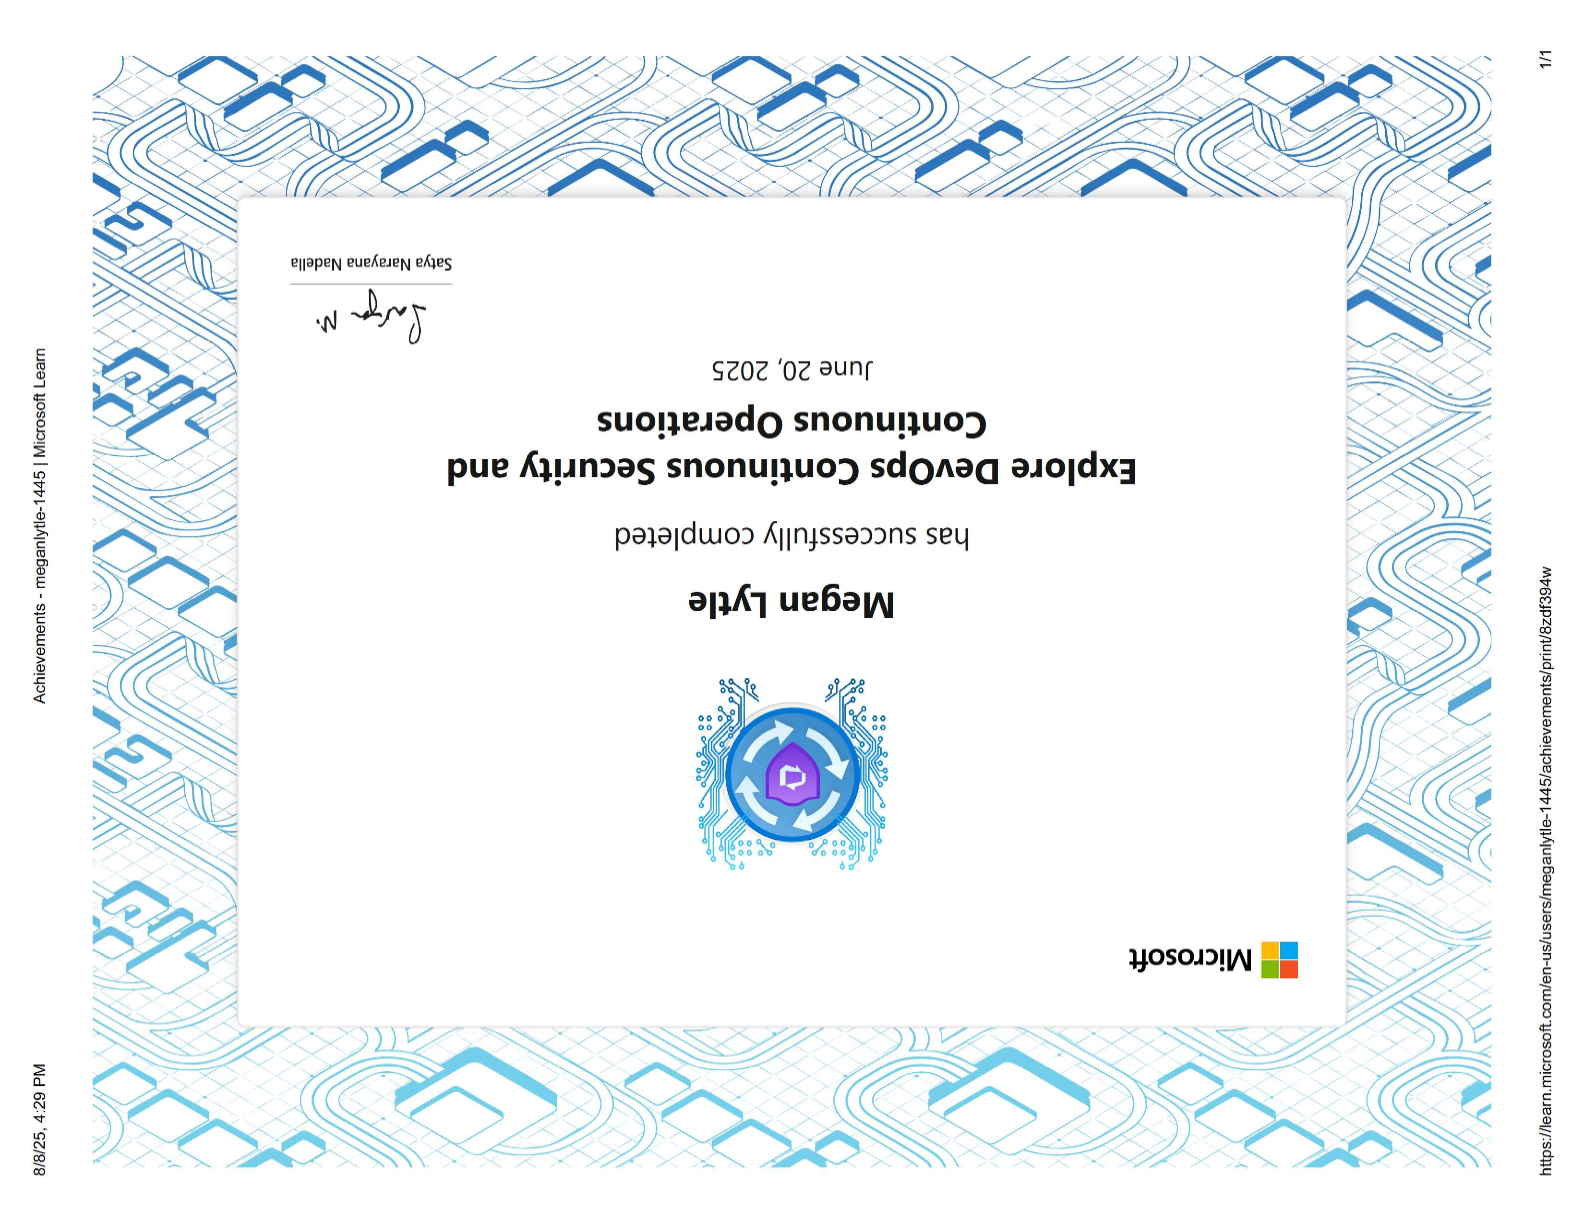 8/8/25, 4:29 PM
Achievements - meganlytle-1445 | Microsoft Learn
Microsoft
Megan Lytle
has successfully completed
Explore DevOps Continuous Security and
Continuous Operations
June 20, 2025
Satya N.
Satya Narayana Nadella
https://learn.microsoft.com/en-us/users/meganlytle-1445/achievements/print/8zdf394w
1/1